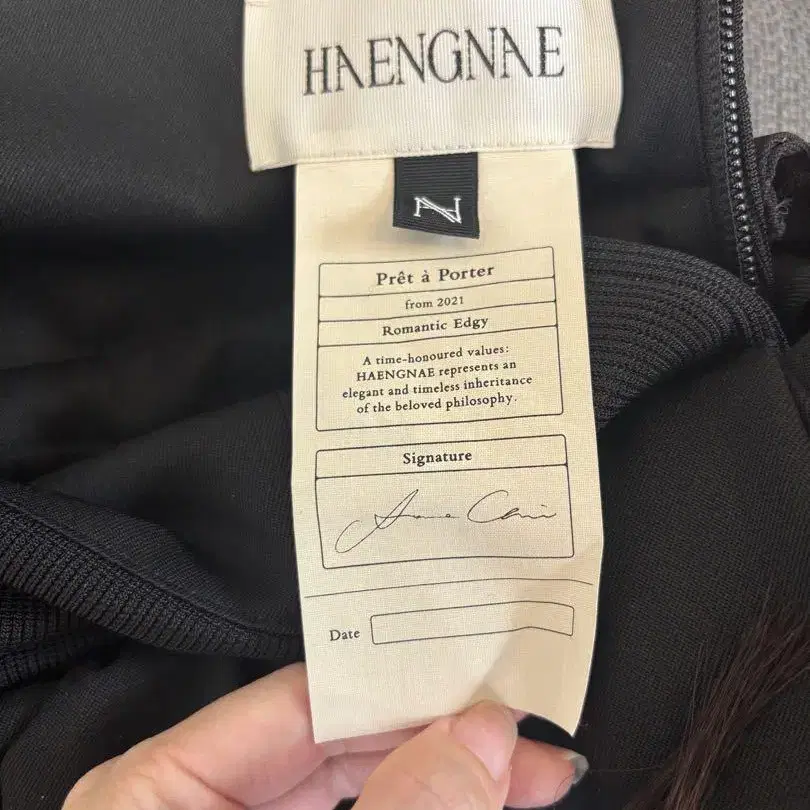 HAENGNAE
N
Prêt à Porter
from 2021
Romantic Edgy
A time-honoured values:
HAENGNAE represents an
elegant and timeless inheritance
of the beloved philosophy.
Signature
Date